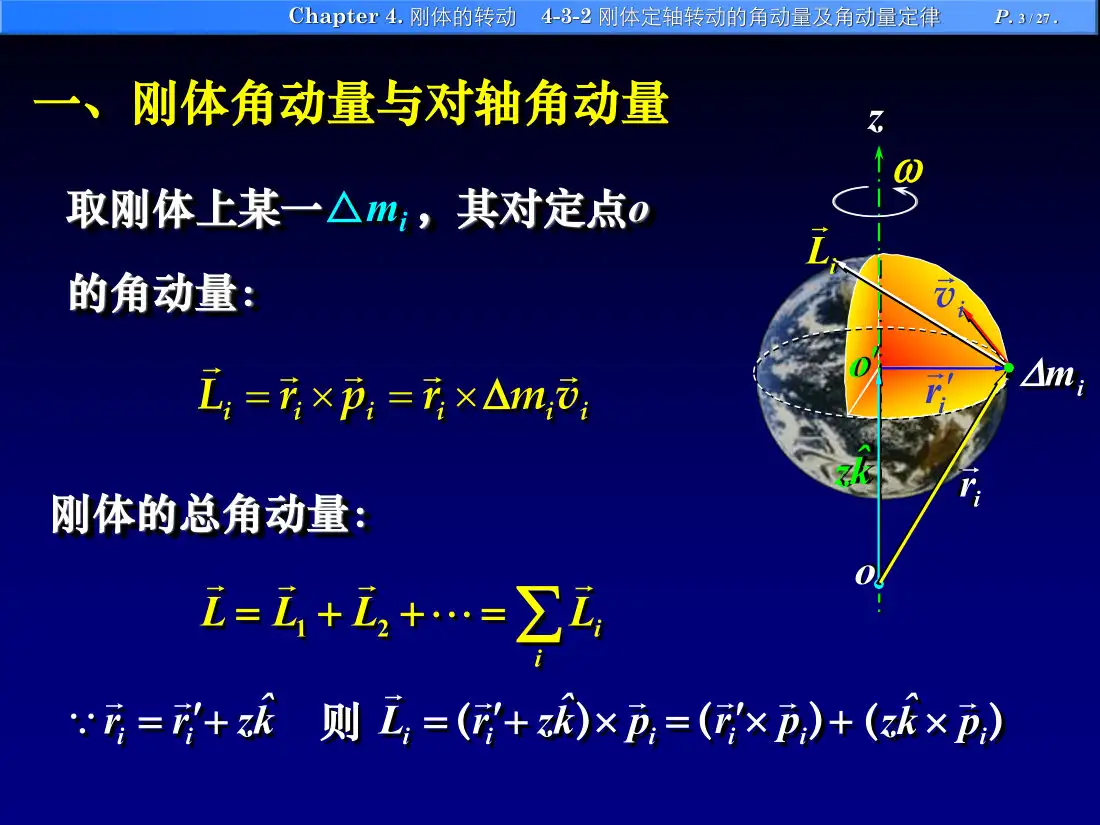 Chapter 4. 刚体的转动 4-3-2 刚体定轴转动的角动量及角动量定律 P. 3 / 27 .
一、刚体角动量与对轴角动量
取刚体上某一△mᵢ，其对定点o
的角动量：
L⃗ᵢ = r⃗ᵢ × p⃗ᵢ = r⃗ᵢ × Δmᵢv⃗ᵢ
刚体的总角动量：
L⃗ = L⃗₁ + L⃗₂ + ⋯ = ∑ᵢ L⃗ᵢ
∵ r⃗ᵢ = r⃗ᵢ′ + zk̂ 则 L⃗ᵢ = (r⃗ᵢ′ + zk̂) × p⃗ᵢ = (r⃗ᵢ′ × p⃗ᵢ) + (zk̂ × p⃗ᵢ)
z
ω
L⃗ᵢ
v⃗ᵢ
o′
r⃗ᵢ′
Δmᵢ
zk̂
r⃗ᵢ
o